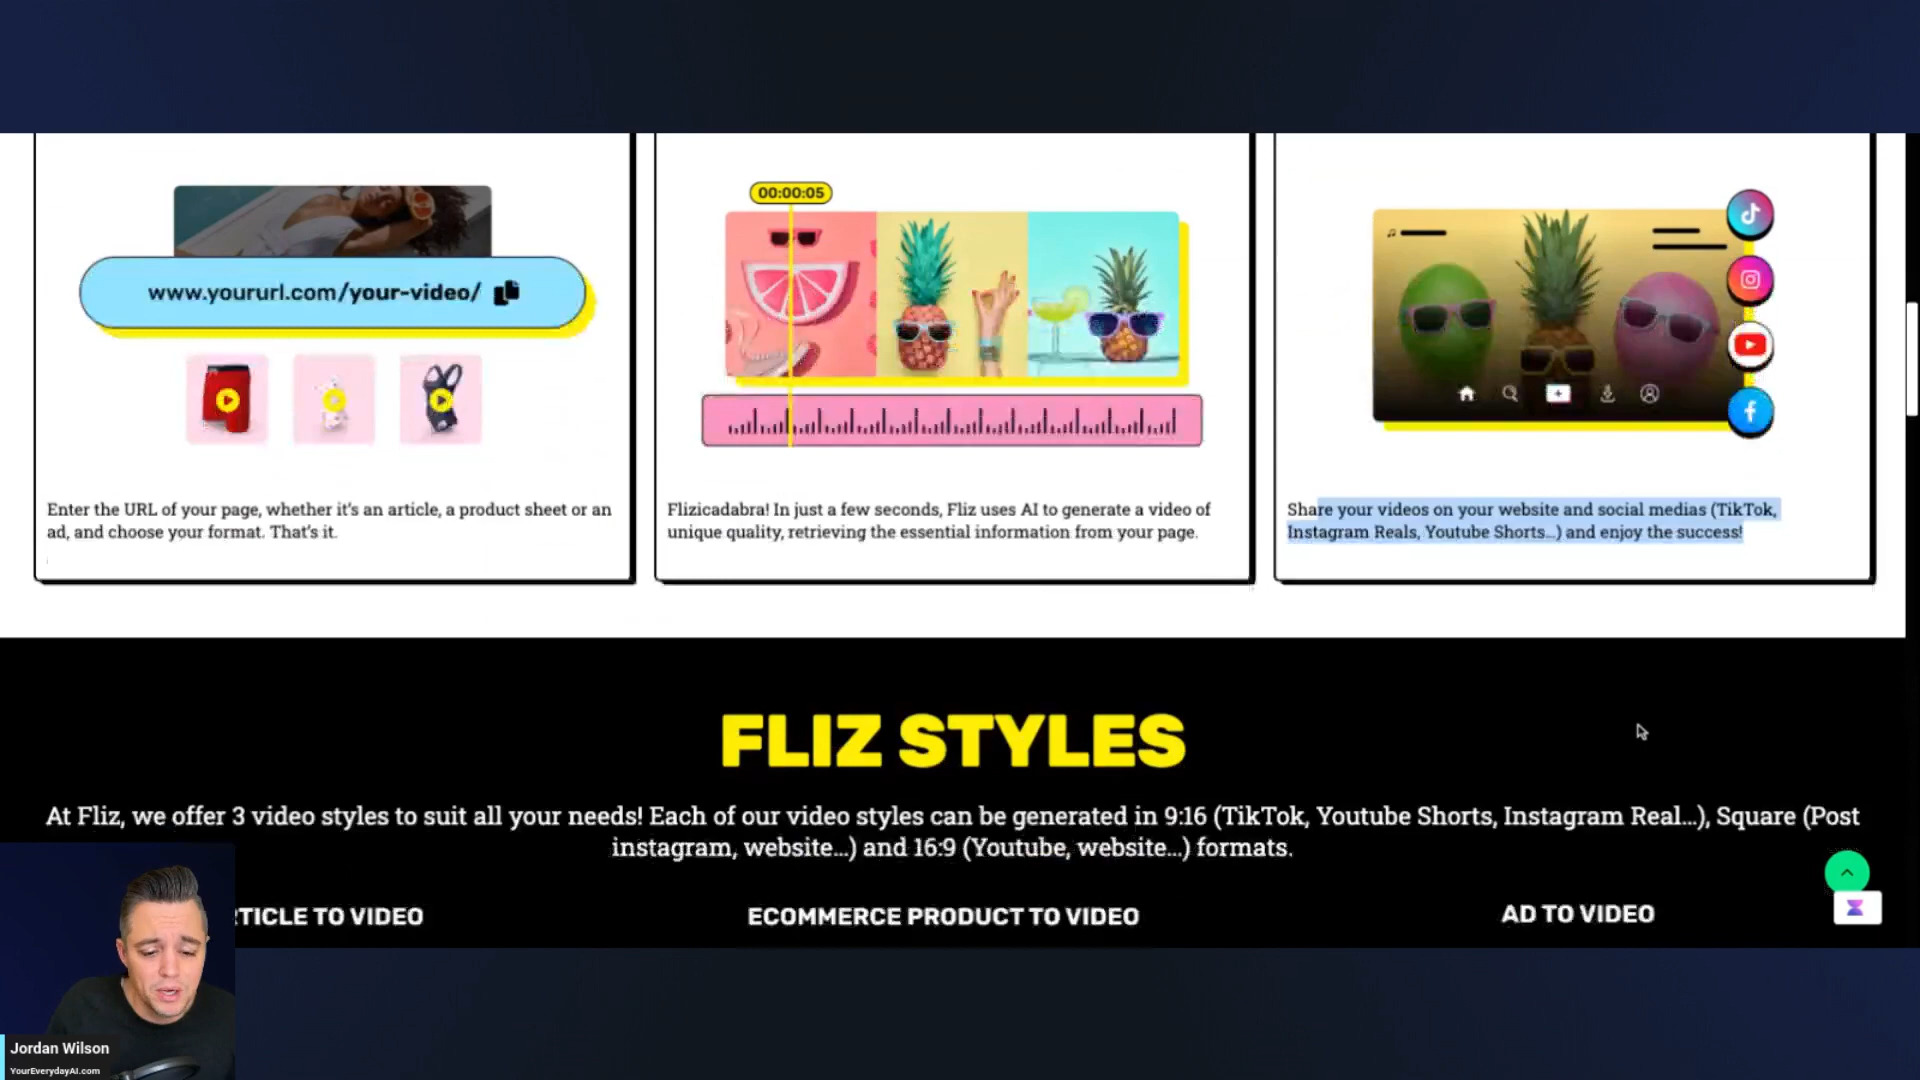 www.yoururl.com/your-video/
00:00:05
Enter the URL of your page, whether it's an article, a product sheet or an
ad, and choose your format. That's it.
Flizicadabra! In just a few seconds, Fliz uses AI to generate a video of
unique quality, retrieving the essential information from your page.
Share your videos on your website and social medias (TikTok,
Instagram Reals, Youtube Shorts...) and enjoy the success!
FLIZ STYLES
At Fliz, we offer 3 video styles to suit all your needs! Each of our video styles can be generated in 9:16 (TikTok, Youtube Shorts, Instagram Real...), Square (Post
instagram, website...) and 16:9 (Youtube, website...) formats.
RTICLE TO VIDEO
ECOMMERCE PRODUCT TO VIDEO
AD TO VIDEO
Jordan Wilson
YourEverydayAI.com